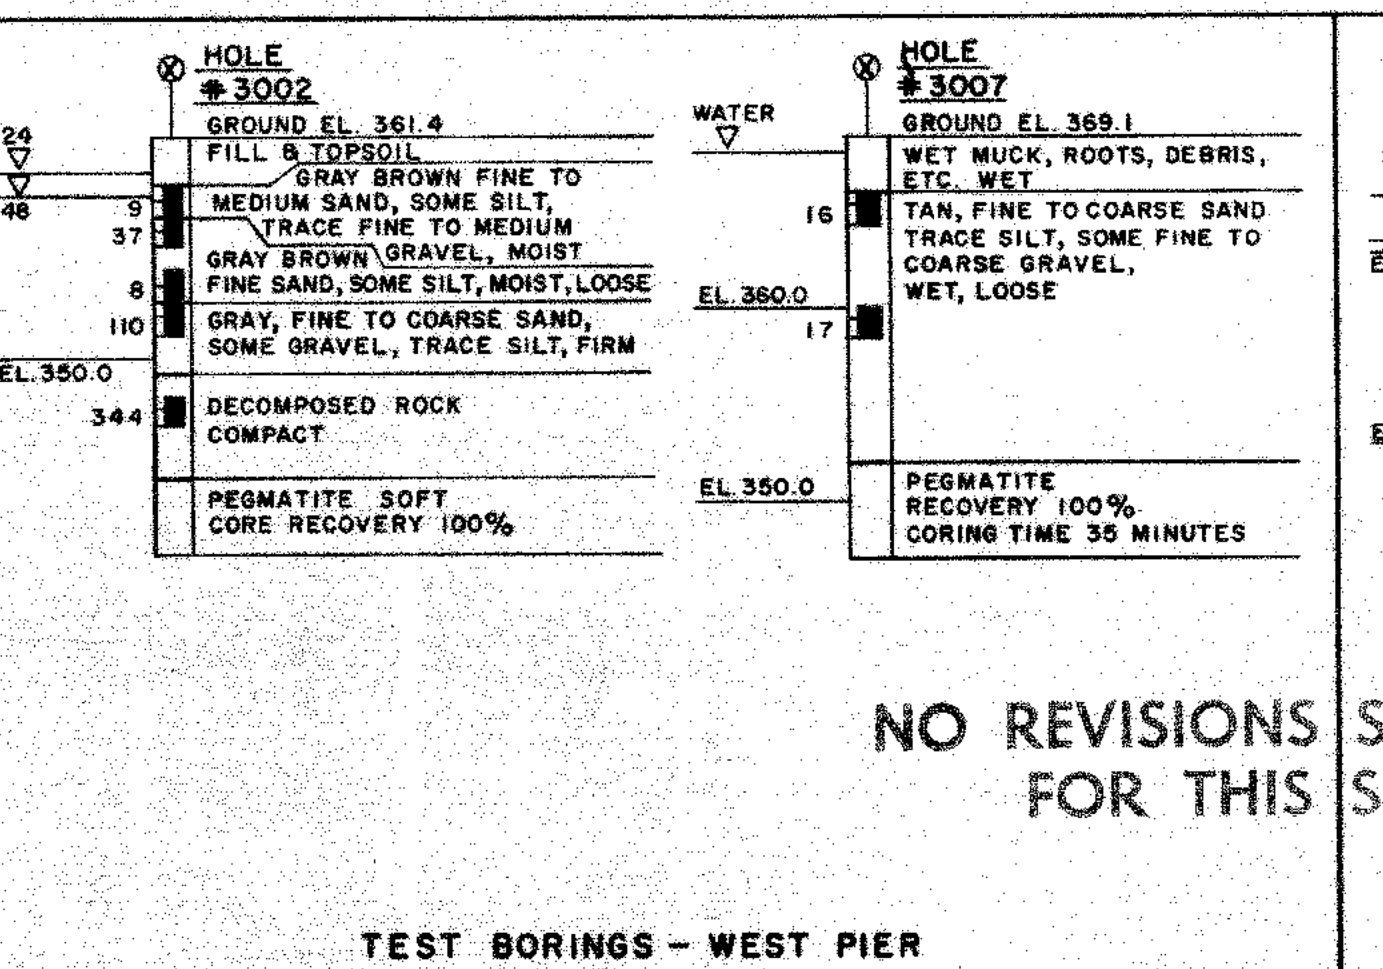 HOLE
# 3002
GROUND EL. 361.4
FILL & TOPSOIL
GRAY BROWN FINE TO
MEDIUM SAND, SOME SILT,
TRACE FINE TO MEDIUM
GRAVEL, MOIST
GRAY BROWN
FINE SAND, SOME SILT, MOIST, LOOSE
GRAY, FINE TO COARSE SAND,
SOME GRAVEL, TRACE SILT, FIRM
DECOMPOSED ROCK
COMPACT
PEGMATITE SOFT
CORE RECOVERY 100%
24
48
9
37
8
110
EL. 350.0
344
HOLE
# 3007
WATER
GROUND EL. 369.1
WET MUCK, ROOTS, DEBRIS,
ETC. WET
16
TAN, FINE TO COARSE SAND
TRACE SILT, SOME FINE TO
COARSE GRAVEL,
WET, LOOSE
EL. 360.0
17
EL. 350.0
PEGMATITE
RECOVERY 100%
CORING TIME 35 MINUTES
NO REVISIONS S
FOR THIS S
TEST BORINGS – WEST PIER